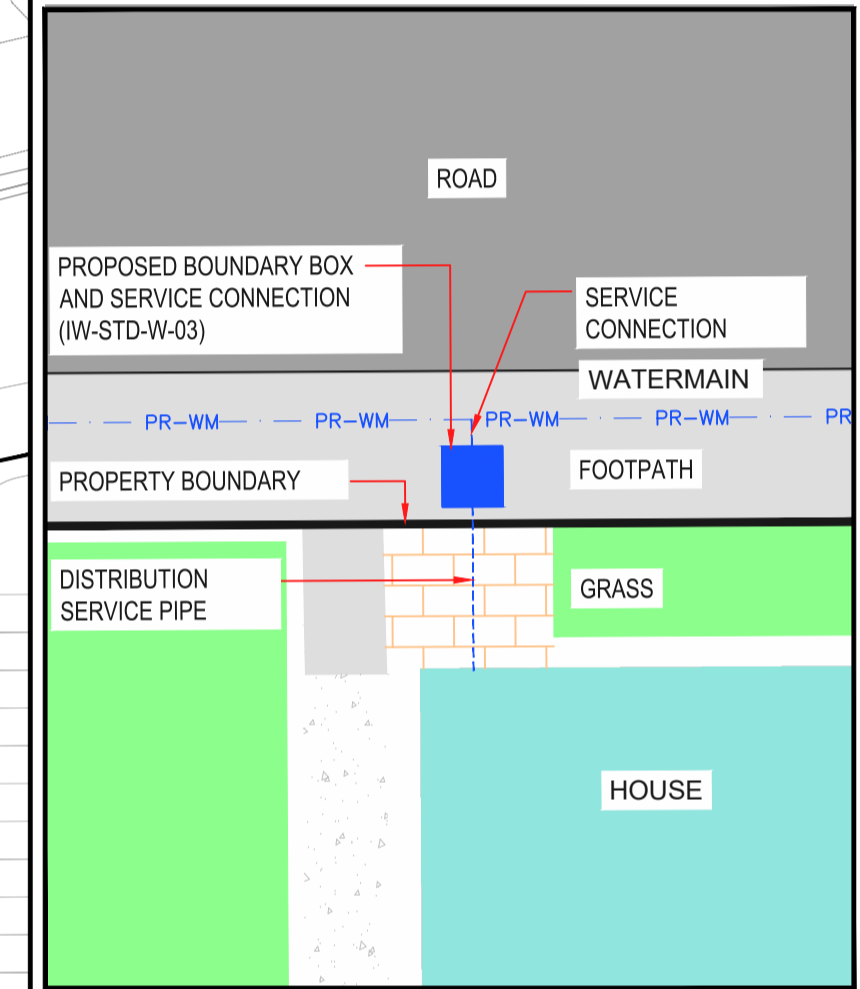 ROAD
PROPOSED BOUNDARY BOX
AND SERVICE CONNECTION
(IW-STD-W-03)
SERVICE
CONNECTION
WATERMAIN
PR-WM PR-WM PR-WM PR-WM PR
PROPERTY BOUNDARY
FOOTPATH
DISTRIBUTION
SERVICE PIPE
GRASS
HOUSE